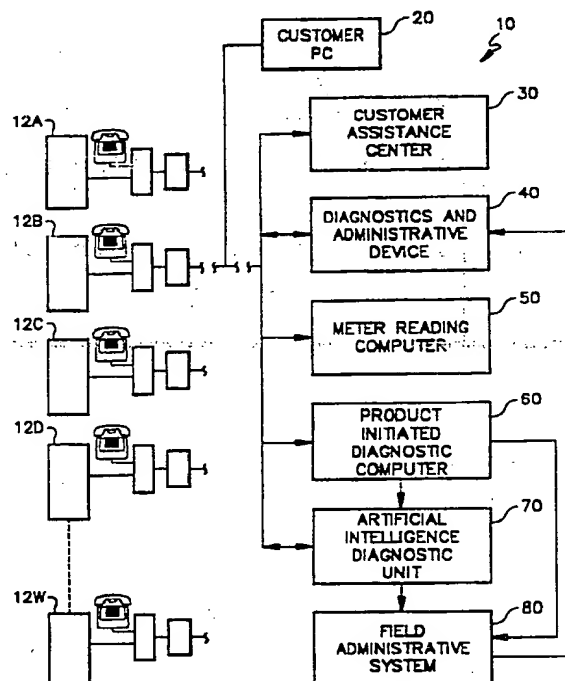 20
CUSTOMER
PC
10
30
CUSTOMER
ASSISTANCE
CENTER
12A
40
DIAGNOSTICS AND
ADMINISTRATIVE
DEVICE
12B
50
METER READING
COMPUTER
12C
60
PRODUCT
INITIATED
DIAGNOSTIC
COMPUTER
12D
70
ARTIFICIAL
INTELLIGENCE
DIAGNOSTIC
UNIT
12W
80
FIELD
ADMINISTRATIVE
SYSTEM